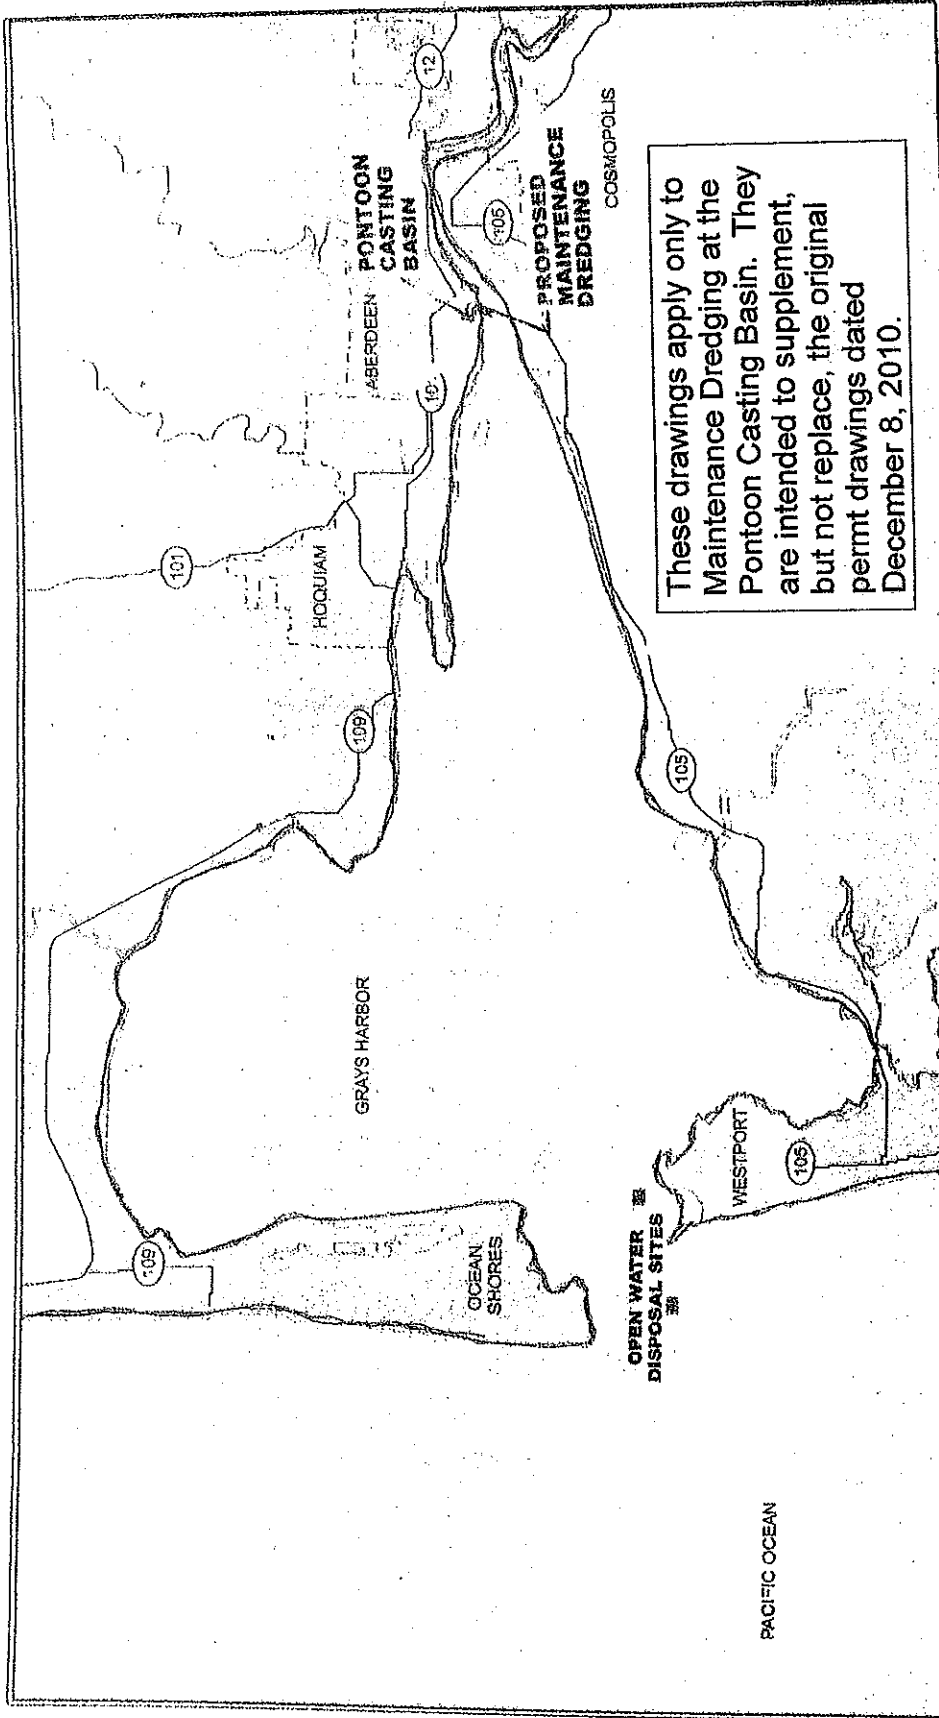 PACIFIC OCEAN
109
OCEAN
SHORES
OPEN WATER
DISPOSAL SITES
WESTPORT
105
GRAYS HARBOR
109
105
101
HOQUIAM
ABERDEEN
PONTOON
CASTING
BASIN
12
105
PROPOSED
MAINTENANCE
DREDGING
COSMOPOLIS
These drawings apply only to
Maintenance Dredging at the
Pontoon Casting Basin. They
are intended to supplement,
but not replace, the original
permt drawings dated
December 8, 2010.